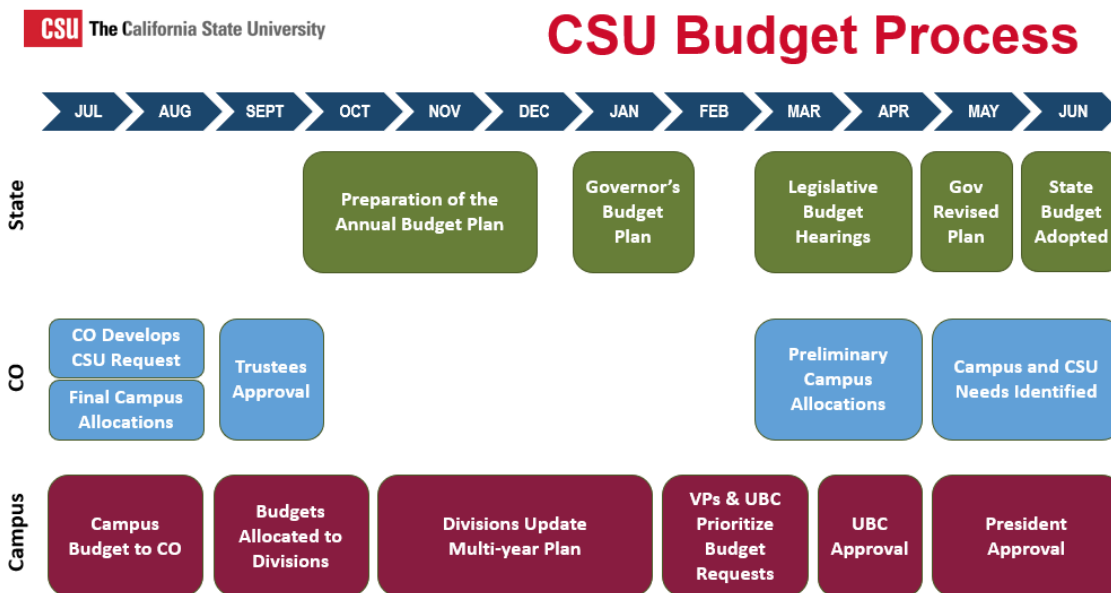 CSU The California State University
CSU Budget Process
JUL AUG SEPT OCT NOV DEC JAN FEB MAR APR MAY JUN
State
Preparation of the
Annual Budget Plan
Governor's
Budget
Plan
Legislative
Budget
Hearings
Gov
Revised
Plan
State
Budget
Adopted
CO
CO Develops
CSU Request
Final Campus
Allocations
Trustees
Approval
Preliminary
Campus
Allocations
Campus and CSU
Needs Identified
Campus
Campus
Budget to CO
Budgets
Allocated to
Divisions
Divisions Update
Multi-year Plan
VPs & UBC
Prioritize
Budget
Requests
UBC
Approval
President
Approval